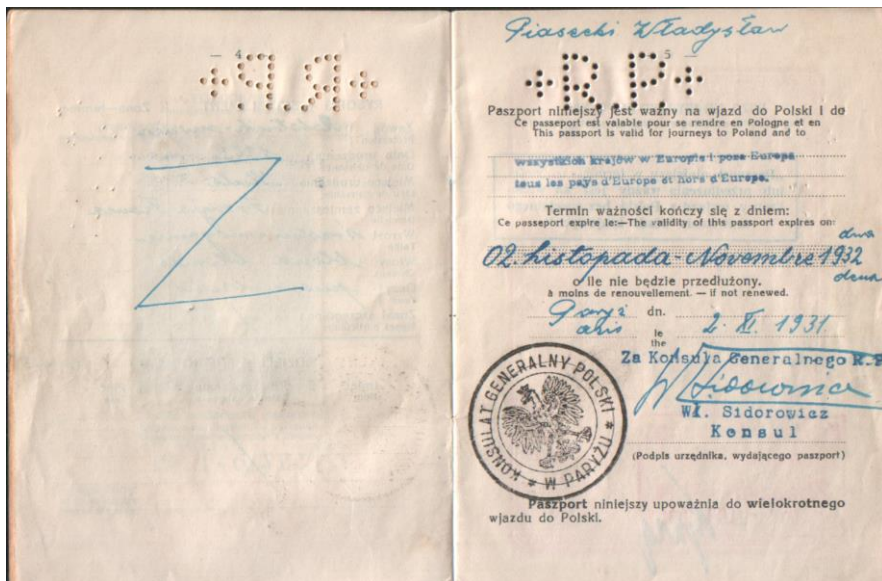 — 4 —
Z
Piasecki Władysław
5 —
+R.P+
Paszport niniejszy jest ważny na wjazd do Polski i do
Ce passeport est valable pour se rendre en Pologne et en
This passport is valid for journeys to Poland and to
wszystkich krajów w Europie i poza Europą
tous les pays d'Europe et hors d'Europe.
Termin ważności kończy się z dniem:
Ce passeport expire le:—The validity of this passport expires on:
dwa
02. Listopada - Novembre 1932
deux
o ile nie będzie przedłużony.
à moins de renouvellement. — if not renewed.
Paryż dn.
aris le 2. XI. 1931.
the
Za Konsula Generalnego R.P.
Wł. Sidorowicz
Konsul
(Podpis urzędnika, wydającego paszport)
KONSULAT GENERALNY POLSKI * W PARYŻU *
Paszport niniejszy upoważnia do wielokrotnego
wjazdu do Polski.